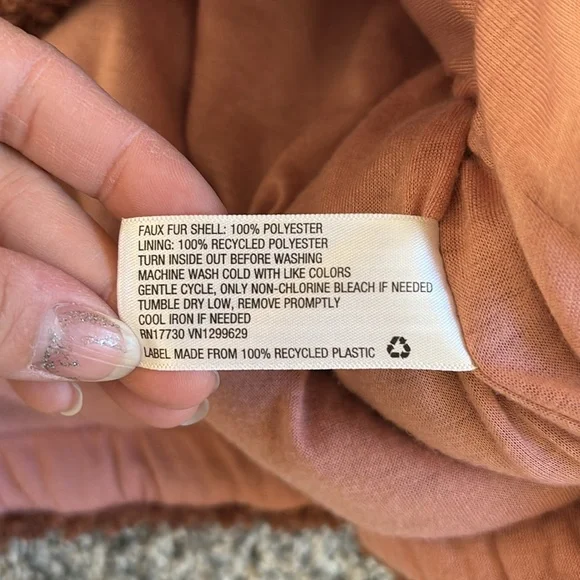 FAUX FUR SHELL: 100% POLYESTER
LINING: 100% RECYCLED POLYESTER
TURN INSIDE OUT BEFORE WASHING
MACHINE WASH COLD WITH LIKE COLORS
GENTLE CYCLE, ONLY NON-CHLORINE BLEACH IF NEEDED
TUMBLE DRY LOW, REMOVE PROMPTLY
COOL IRON IF NEEDED
RN17730 VN1299629
LABEL MADE FROM 100% RECYCLED PLASTIC